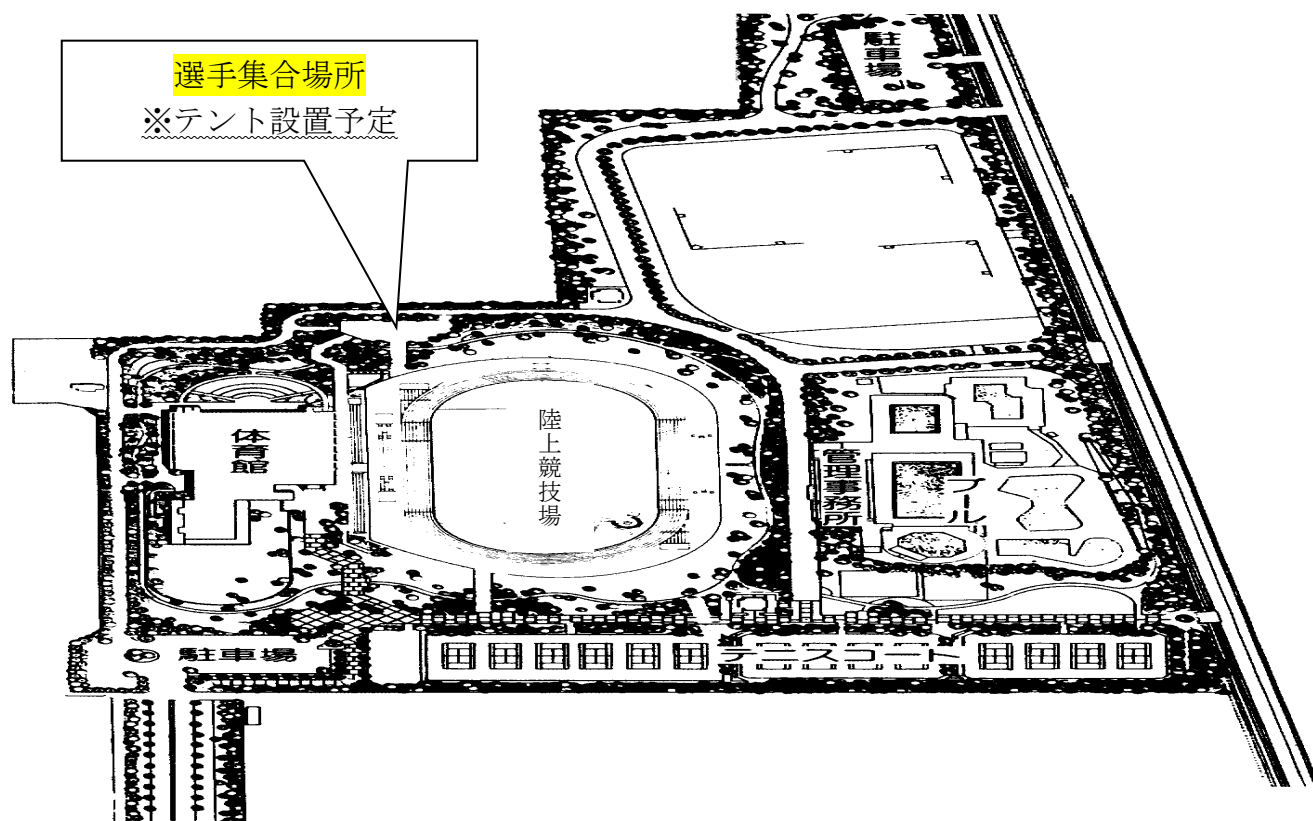 選手集合場所
※テント設置予定
駐車場
陸上競技場
体育館
管理事務所
プール
駐車場
テニスコート